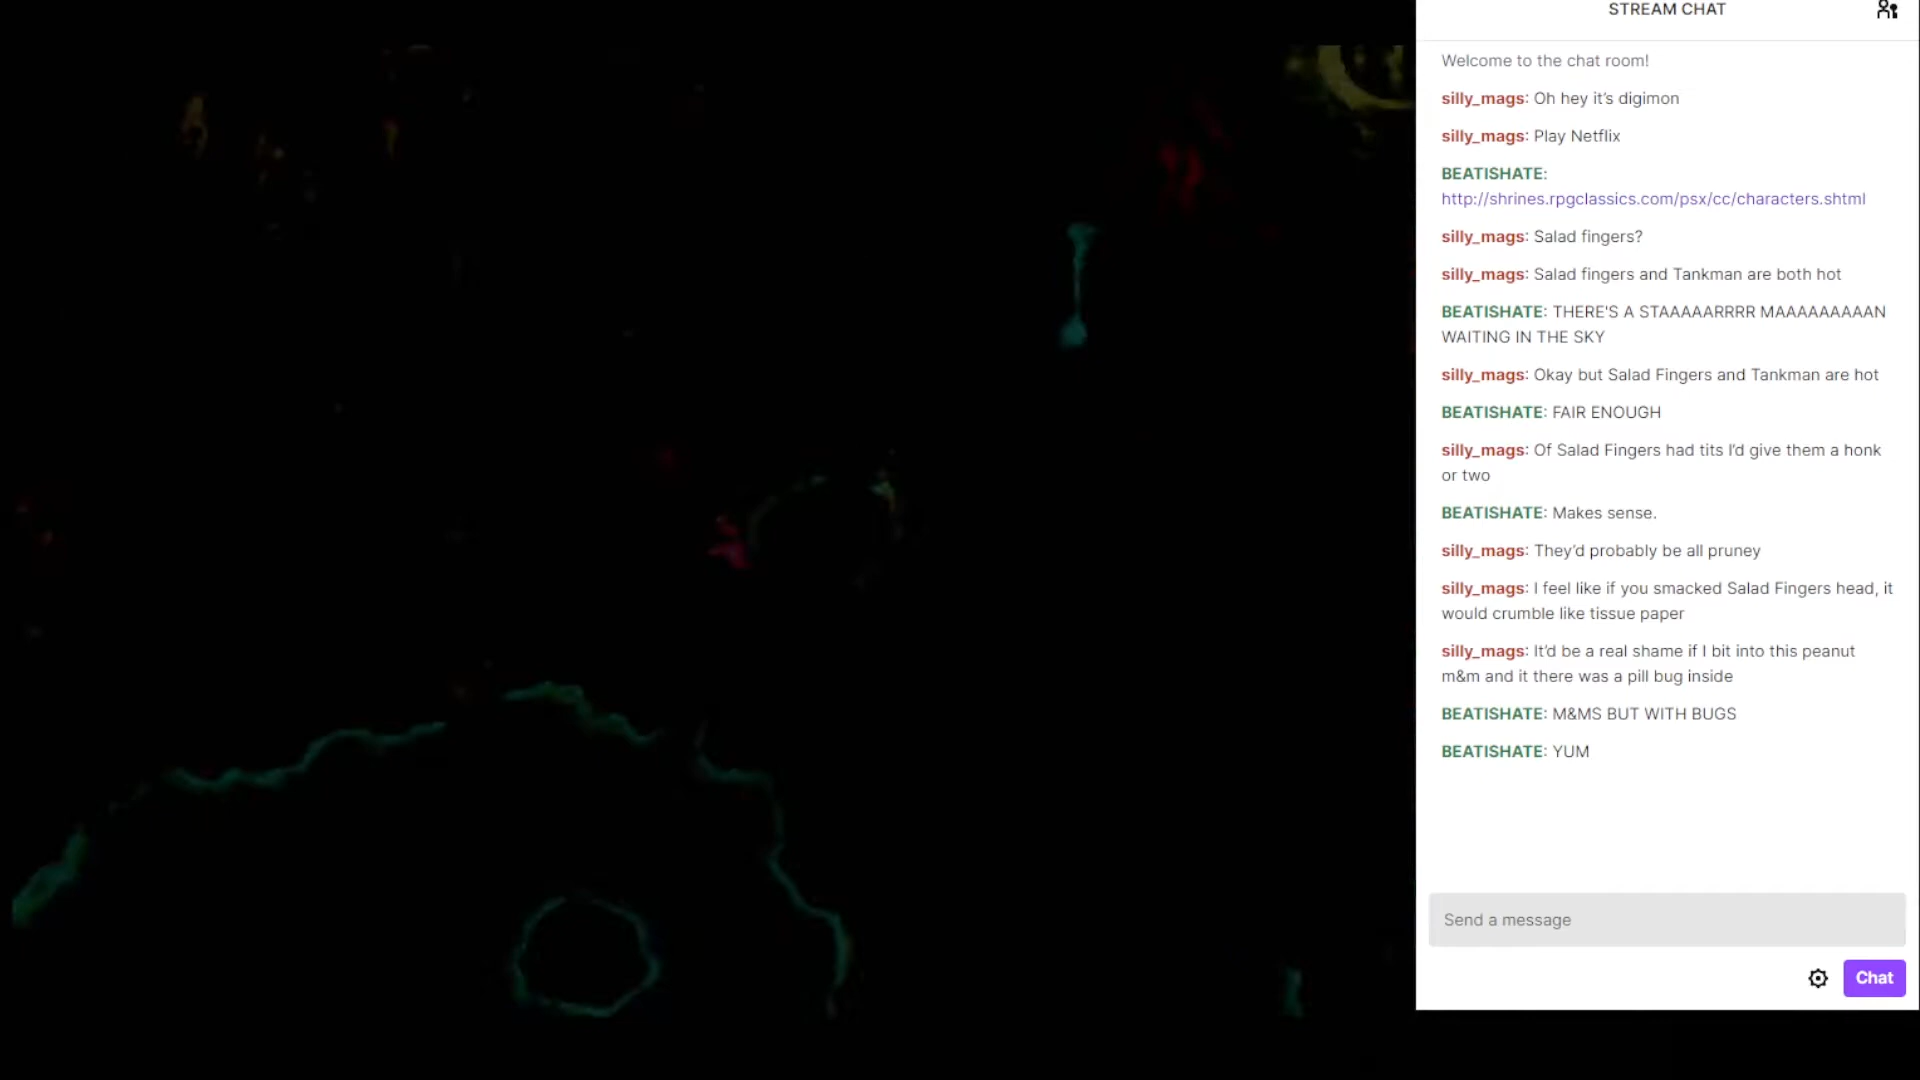 STREAM CHAT
Welcome to the chat room!
silly_mags: Oh hey it’s digimon
silly_mags: Play Netflix
BEATISHATE:
http://shrines.rpgclassics.com/psx/cc/characters.shtml
silly_mags: Salad fingers?
silly_mags: Salad fingers and Tankman are both hot
BEATISHATE: THERE'S A STAAAAARRRR MAAAAAAAAAN
WAITING IN THE SKY
silly_mags: Okay but Salad Fingers and Tankman are hot
BEATISHATE: FAIR ENOUGH
silly_mags: Of Salad Fingers had tits I’d give them a honk
or two
BEATISHATE: Makes sense.
silly_mags: They’d probably be all pruney
silly_mags: I feel like if you smacked Salad Fingers head, it
would crumble like tissue paper
silly_mags: It’d be a real shame if I bit into this peanut
m&m and it there was a pill bug inside
BEATISHATE: M&MS BUT WITH BUGS
BEATISHATE: YUM
Send a message
Chat